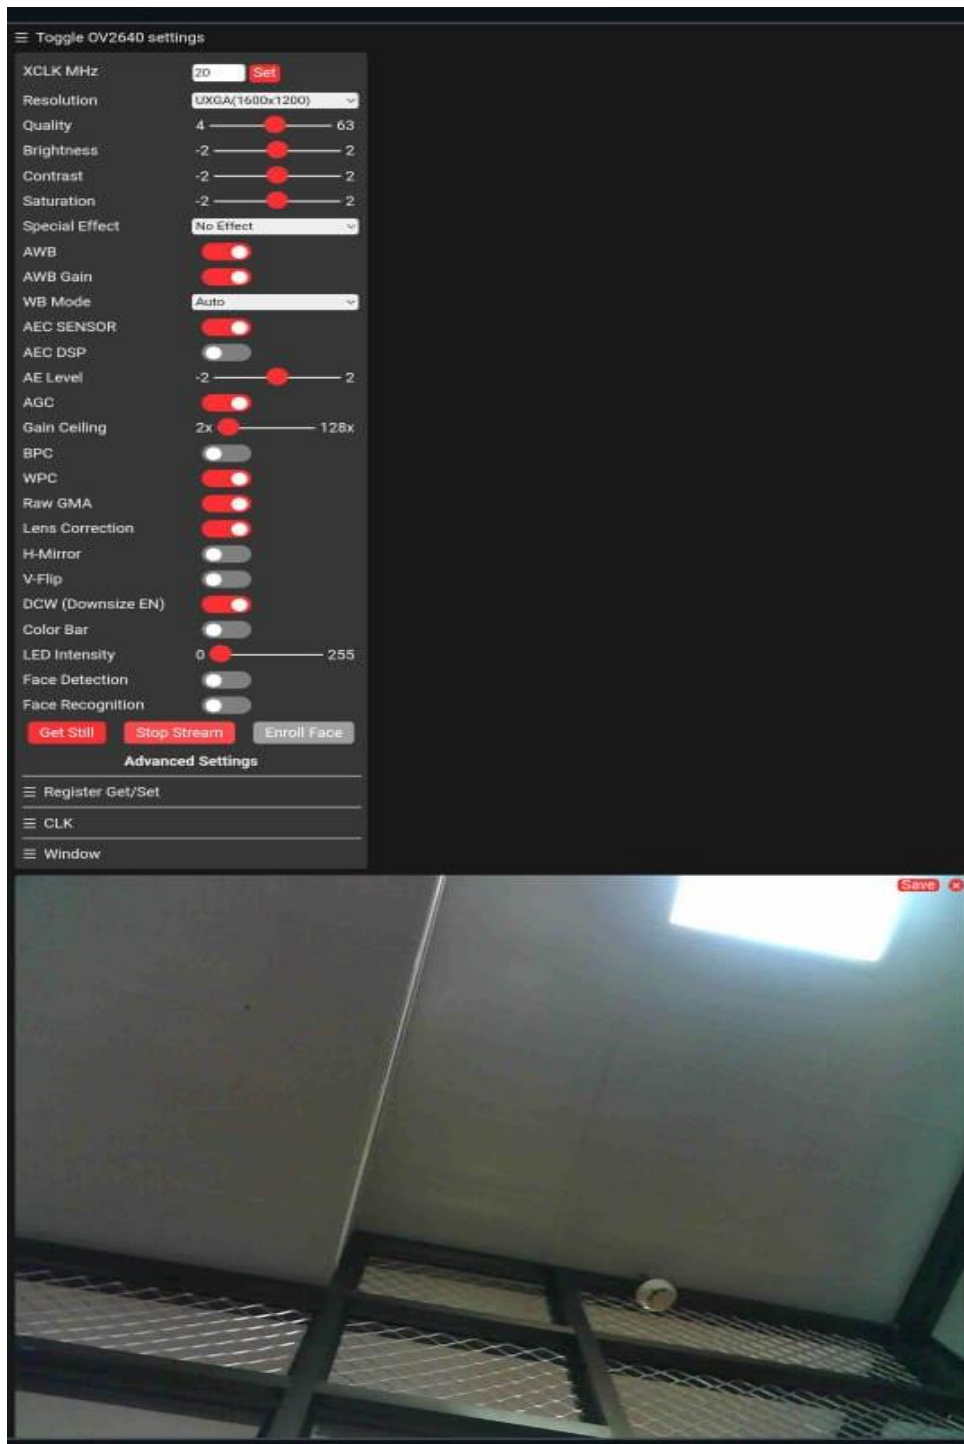 Toggle OV2640 settings
XCLK MHz 20 Set
Resolution UXGA(1600x1200)
Quality 4 63
Brightness -2 2
Contrast -2 2
Saturation -2 2
Special Effect No Effect
AWB
AWB Gain
WB Mode Auto
AEC SENSOR
AEC DSP
AE Level -2 2
AGC
Gain Ceiling 2x 128x
BPC
WPC
Raw GMA
Lens Correction
H-Mirror
V-Flip
DCW (Downsize EN)
Color Bar
LED Intensity 0 255
Face Detection
Face Recognition
Get Still Stop Stream Enroll Face
Advanced Settings
Register Get/Set
CLK
Window
Save ×